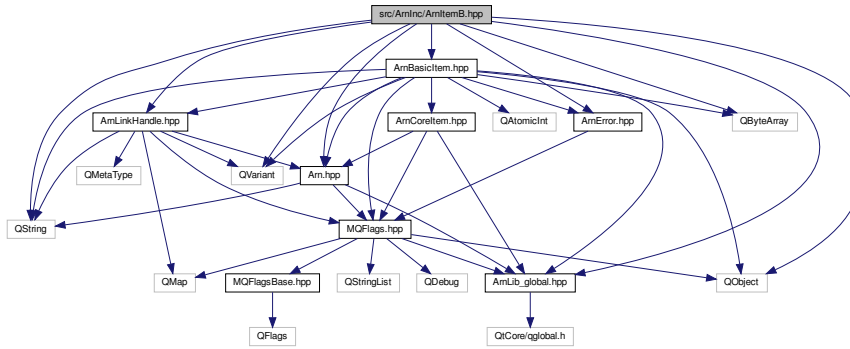 src/ArnInc/ArnItemB.hpp
ArnBasicItem.hpp
ArnLinkHandle.hpp
ArnCoreItem.hpp
QAtomicInt
ArnError.hpp
QByteArray
QMetaType
QVariant
Arn.hpp
QString
MQFlags.hpp
QMap
MQFlagsBase.hpp
QStringList
QDebug
ArnLib_global.hpp
QObject
QFlags
QtCore/qglobal.h